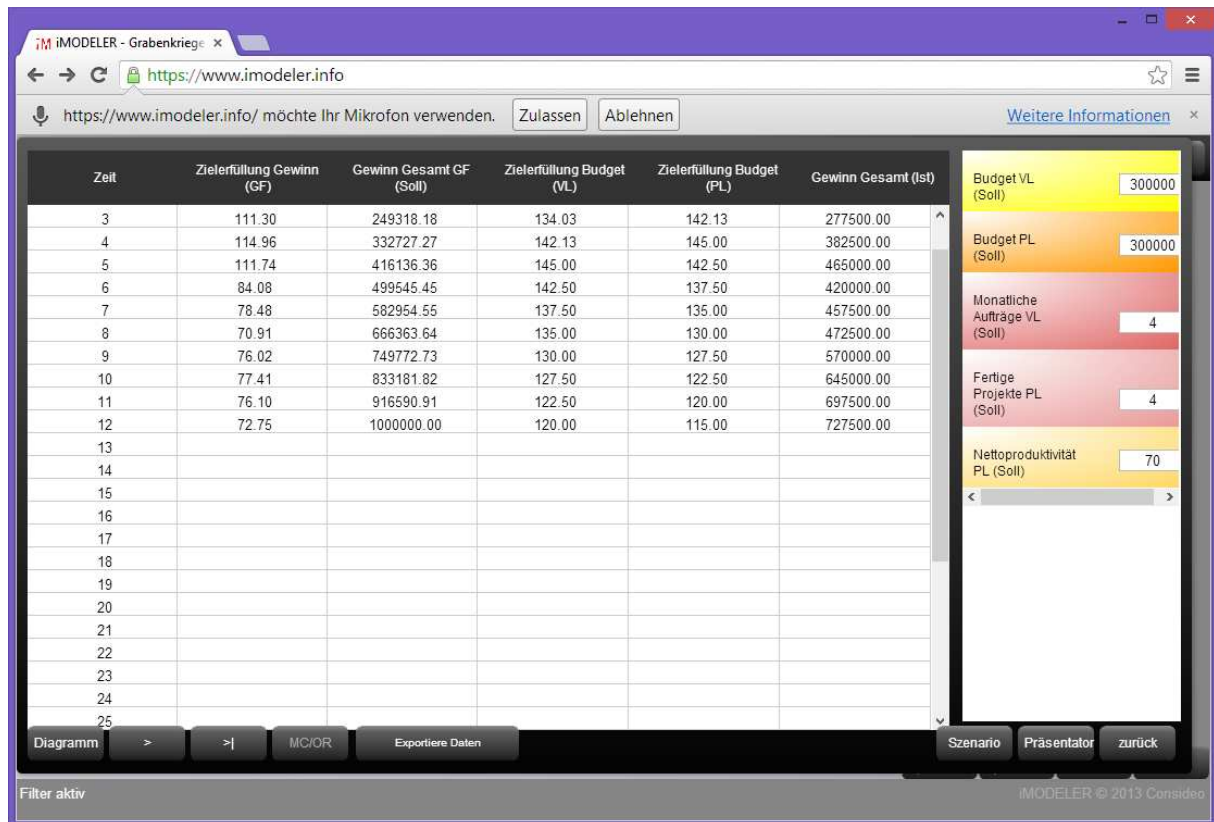 iMODELER - Grabenkriege
https://www.imodeler.info
https://www.imodeler.info/ möchte Ihr Mikrofon verwenden. Zulassen Ablehnen Weitere Informationen
Zeit Zielerfüllung Gewinn (GF) Gewinn Gesamt GF (Soll) Zielerfüllung Budget (VL) Zielerfüllung Budget (PL) Gewinn Gesamt (Ist)
3 111.30 249318.18 134.03 142.13 277500.00
4 114.96 332727.27 142.13 145.00 382500.00
5 111.74 416136.36 145.00 142.50 465000.00
6 84.08 499545.45 142.50 137.50 420000.00
7 78.48 582954.55 137.50 135.00 457500.00
8 70.91 666363.64 135.00 130.00 472500.00
9 76.02 749772.73 130.00 127.50 570000.00
10 77.41 833181.82 127.50 122.50 645000.00
11 76.10 916590.91 122.50 120.00 697500.00
12 72.75 1000000.00 120.00 115.00 727500.00
13
14
15
16
17
18
19
20
21
22
23
24
25
Budget VL
(Soll)
300000
Budget PL
(Soll)
300000
Monatliche
Aufträge VL
(Soll)
4
Fertige
Projekte PL
(Soll)
4
Nettoproduktivität
PL (Soll)
70
Diagramm > >| MC/OR Exportiere Daten Szenario Präsentator zurück
Filter aktiv iMODELER © 2013 Consideo